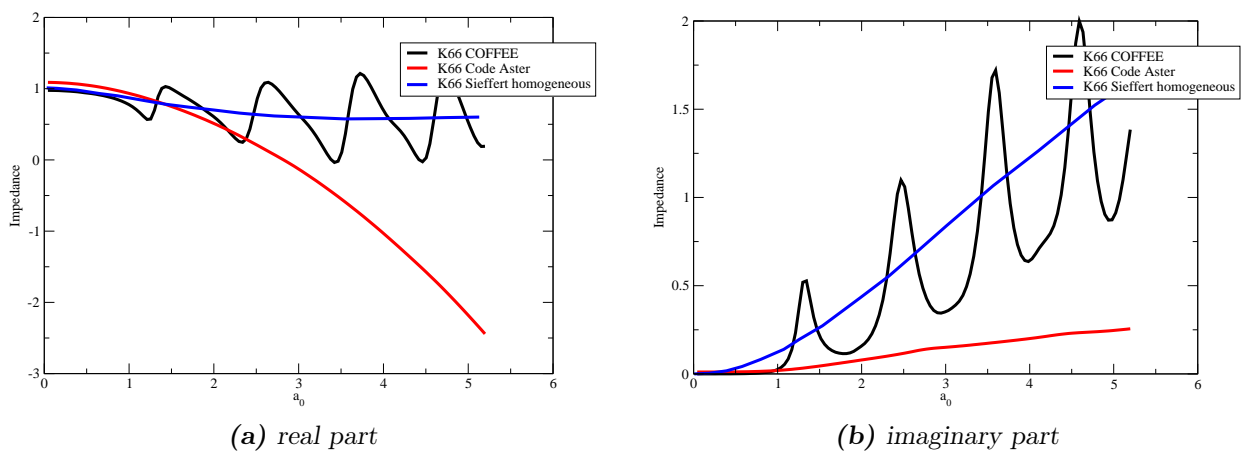 2
1
0
-1
-2
-3
0
1
2
3
4
5
6
a0
Impedance
K66 COFFEE
K66 Code Aster
K66 Sieffert homogeneous
(a) real part
2
1.5
1
0.5
0
0
1
2
3
4
5
6
a0
Impedance
K66 COFFEE
K66 Code Aster
K66 Sieffert homogeneous
(b) imaginary part